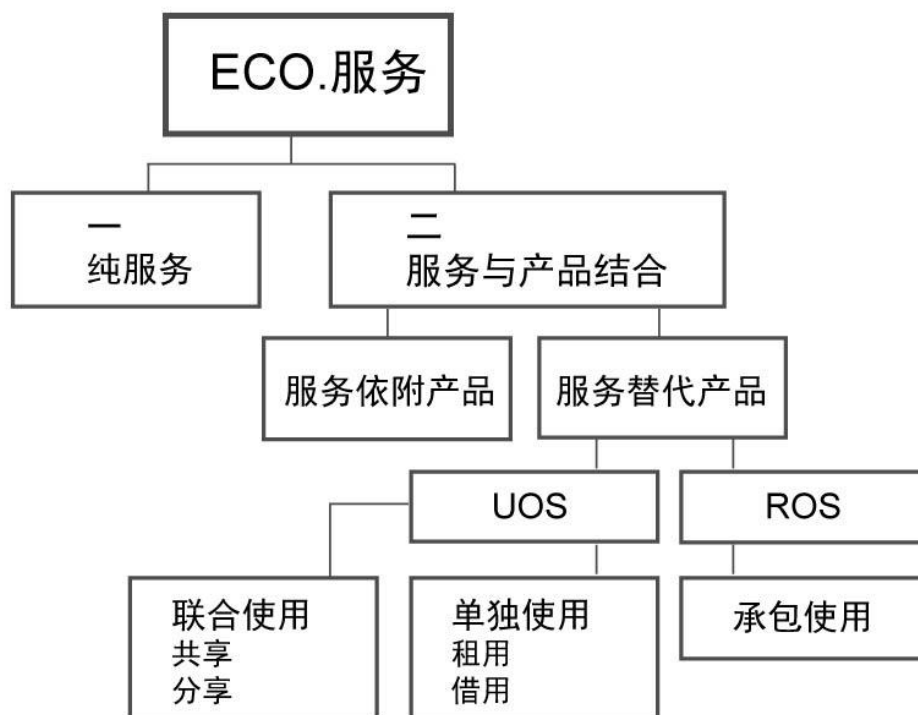 ECO.服务
一
纯服务
二
服务与产品结合
服务依附产品
服务替代产品
UOS
ROS
联合使用
共享
分享
单独使用
租用
借用
承包使用